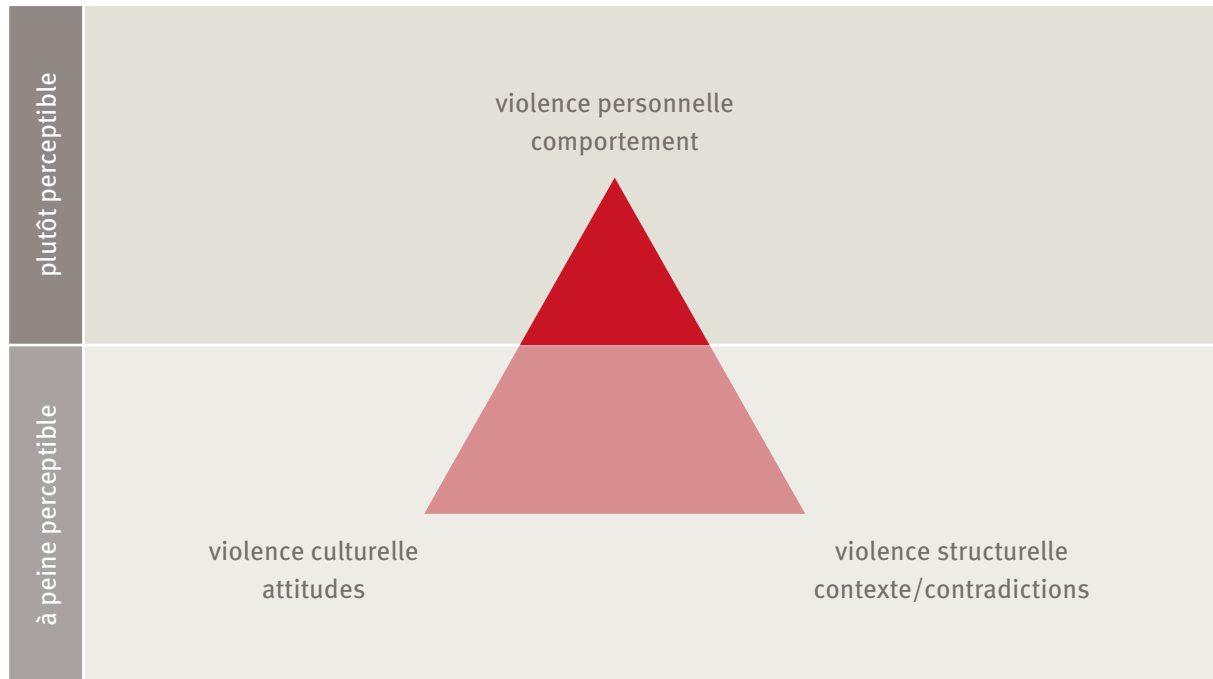 plutôt perceptible
violence personnelle
comportement
à peine perceptible
violence culturelle
attitudes
violence structurelle
contexte/contradictions